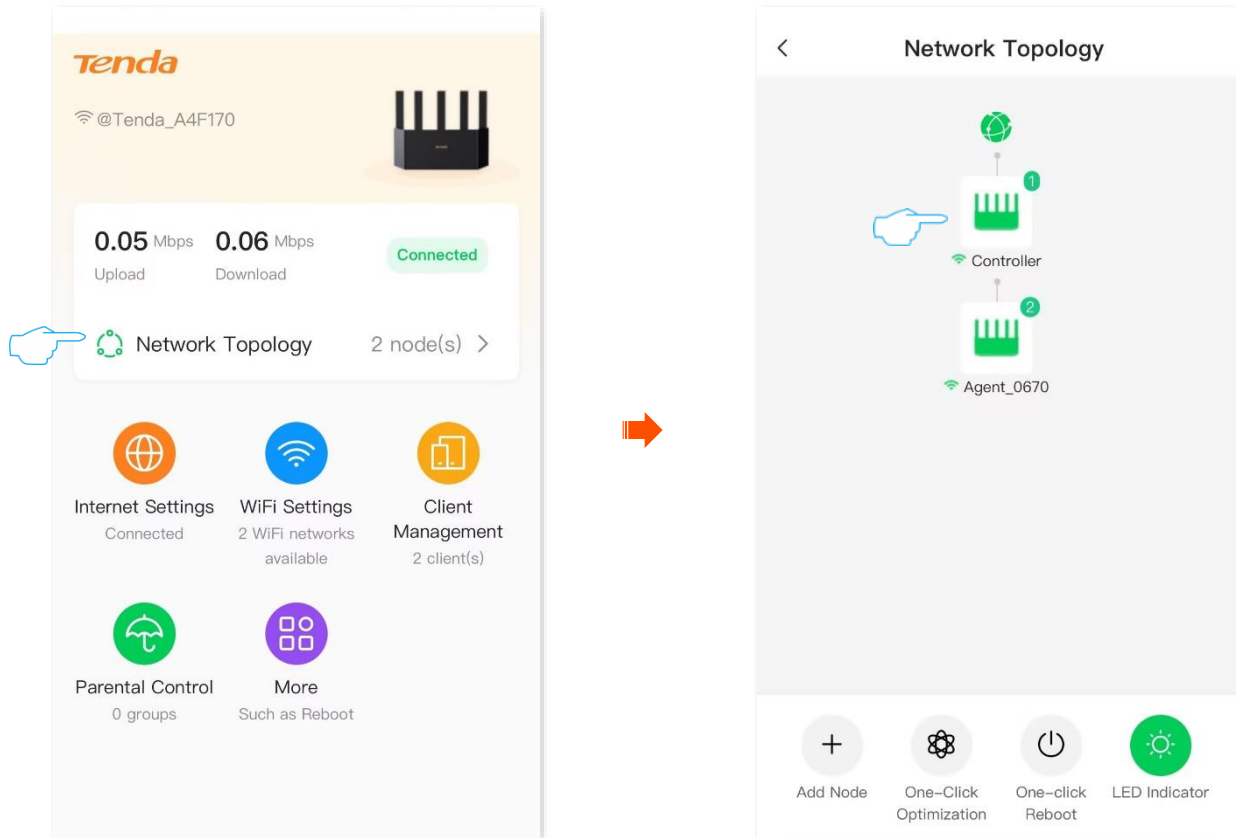 Tenda
@Tenda_A4F170
0.05 Mbps 0.06 Mbps
Upload Download
Connected
Network Topology 2 node(s)
Internet Settings
Connected
WiFi Settings
2 WiFi networks
available
Client
Management
2 client(s)
Parental Control
0 groups
More
Such as Reboot
Network Topology
1
Controller
2
Agent_0670
Add Node
One-Click
Optimization
One-click
Reboot
LED Indicator